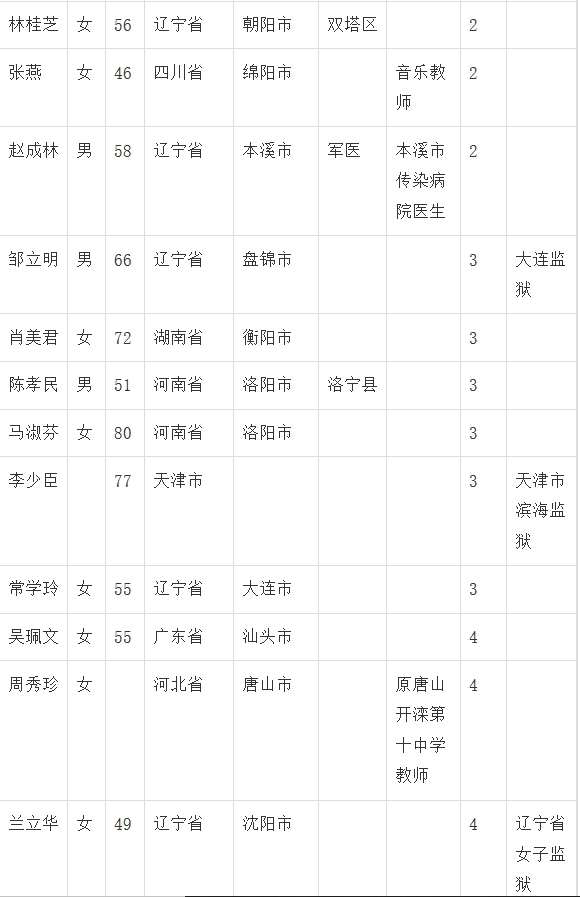 林桂芝 女 56 辽宁省 朝阳市 双塔区 2
张燕 女 46 四川省 绵阳市 音乐教 2
师
赵成林 男 58 辽宁省 本溪市 军医 本溪市 2
传染病
院医生
邹立明 男 66 辽宁省 盘锦市 3 大连监
狱
肖美君 女 72 湖南省 衡阳市 3
陈孝民 男 51 河南省 洛阳市 洛宁县 3
马淑芬 女 80 河南省 洛阳市 3
李少臣 77 天津市 3 天津市
滨海监
狱
常学玲 女 55 辽宁省 大连市 3
吴珮文 女 55 广东省 汕头市 4
周秀珍 女 河北省 唐山市 原唐山 4
开滦第
十中学
教师
兰立华 女 49 辽宁省 沈阳市 4 辽宁省
女子监
狱